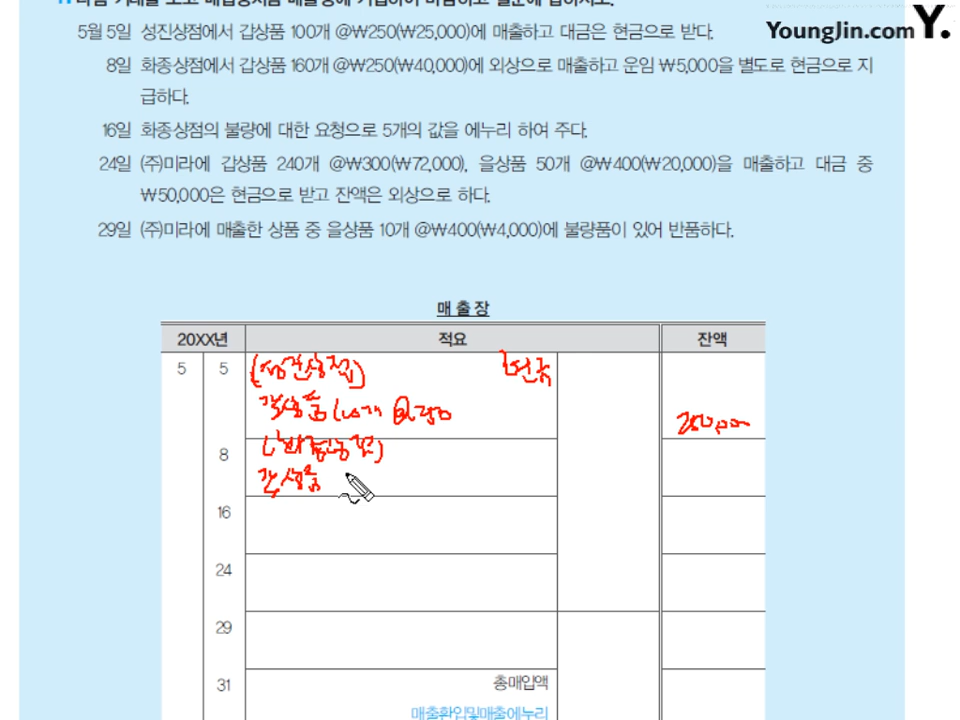 YoungJin.com Y.
5월 5일 성진상점에서 갑상품 100개 @₩250(₩25,000)에 매출하고 대금은 현금으로 받다.
8일 화종상점에서 갑상품 160개 @₩250(₩40,000)에 외상으로 매출하고 운임 ₩5,000을 별도로 현금으로 지
급하다.
16일 화종상점의 불량에 대한 요청으로 5개의 값을 에누리 하여 주다.
24일 (주)미라에 갑상품 240개 @₩300(₩72,000), 을상품 50개 @₩400(₩20,000)을 매출하고 대금 중
₩50,000은 현금으로 받고 잔액은 외상으로 하다.
29일 (주)미라에 매출한 상품 중 을상품 10개 @₩400(₩4,000)에 불량품이 있어 반품하다.
매출장
20XX년 적요 잔액
5 5 (성진상점) 현금
갑상품
8 (화종상점)
갑상품
16
24
29
31 총매입액
매출환입및매출에누리